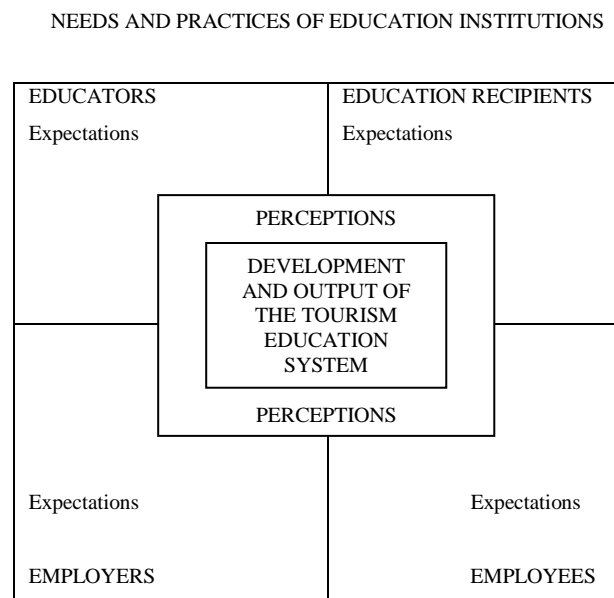 NEEDS AND PRACTICES OF EDUCATION INSTITUTIONS
EDUCATORS
Expectations
EDUCATION RECIPIENTS
Expectations
PERCEPTIONS
DEVELOPMENT
AND OUTPUT OF
THE TOURISM
EDUCATION
SYSTEM
PERCEPTIONS
Expectations
EMPLOYERS
Expectations
EMPLOYEES